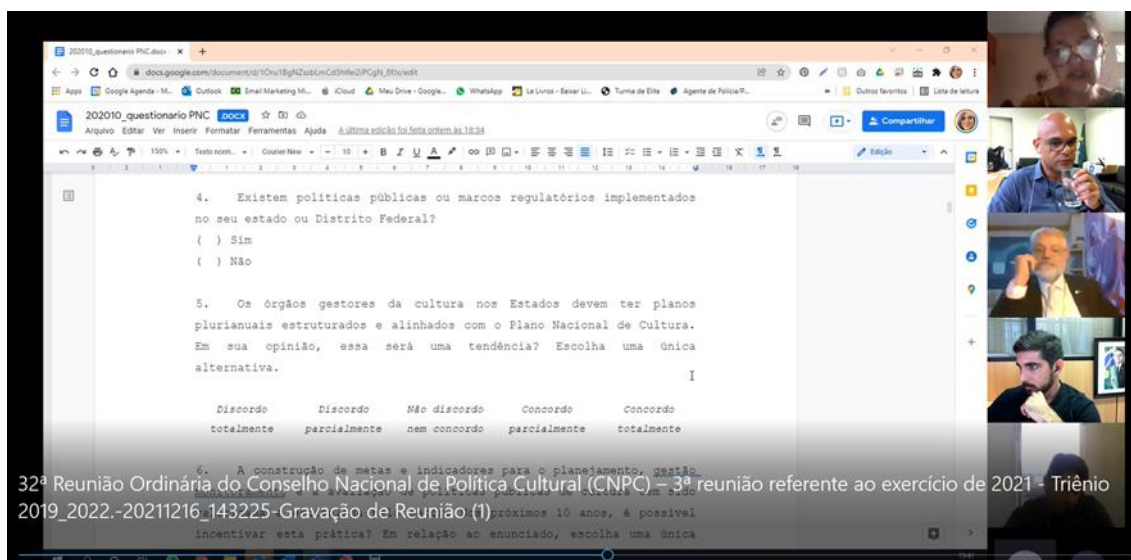 202010_questionario PNC.docx
docs.google.com/document/d/
Apps Google Agenda - M... Outlook Email Marketing Mi... iCloud Meu Drive - Google... WhatsApp Le Livros - Baixar Li... Turma de Elite Agente de Polícia/P... Outros favoritos Lista de leitura
202010_questionario PNC .DOCX
Arquivo Editar Ver Inserir Formatar Ferramentas Ajuda A última edição foi feita ontem às 18:34
Compartilhar
150% Texto norm... Courier New 10 B I U A Edição
4. Existem políticas públicas ou marcos regulatórios implementados
no seu estado ou Distrito Federal?
( ) Sim
( ) Não
5. Os órgãos gestores da cultura nos Estados devem ter planos
plurianuais estruturados e alinhados com o Plano Nacional de Cultura.
Em sua opinião, essa será uma tendência? Escolha uma única
alternativa.
Discordo Discordo Não discordo Concordo Concordo
totalmente parcialmente nem concordo parcialmente totalmente
6. A construção de metas e indicadores para o planejamento, gestão,
32ª Reunião Ordinária do Conselho Nacional de Política Cultural (CNPC) – 3ª reunião referente ao exercício de 2021 - Triênio
2019_2022.-20211216_143225-Gravação de Reunião (1)
próximos 10 anos, é possível
incentivar esta prática? Em relação ao enunciado, escolha uma única